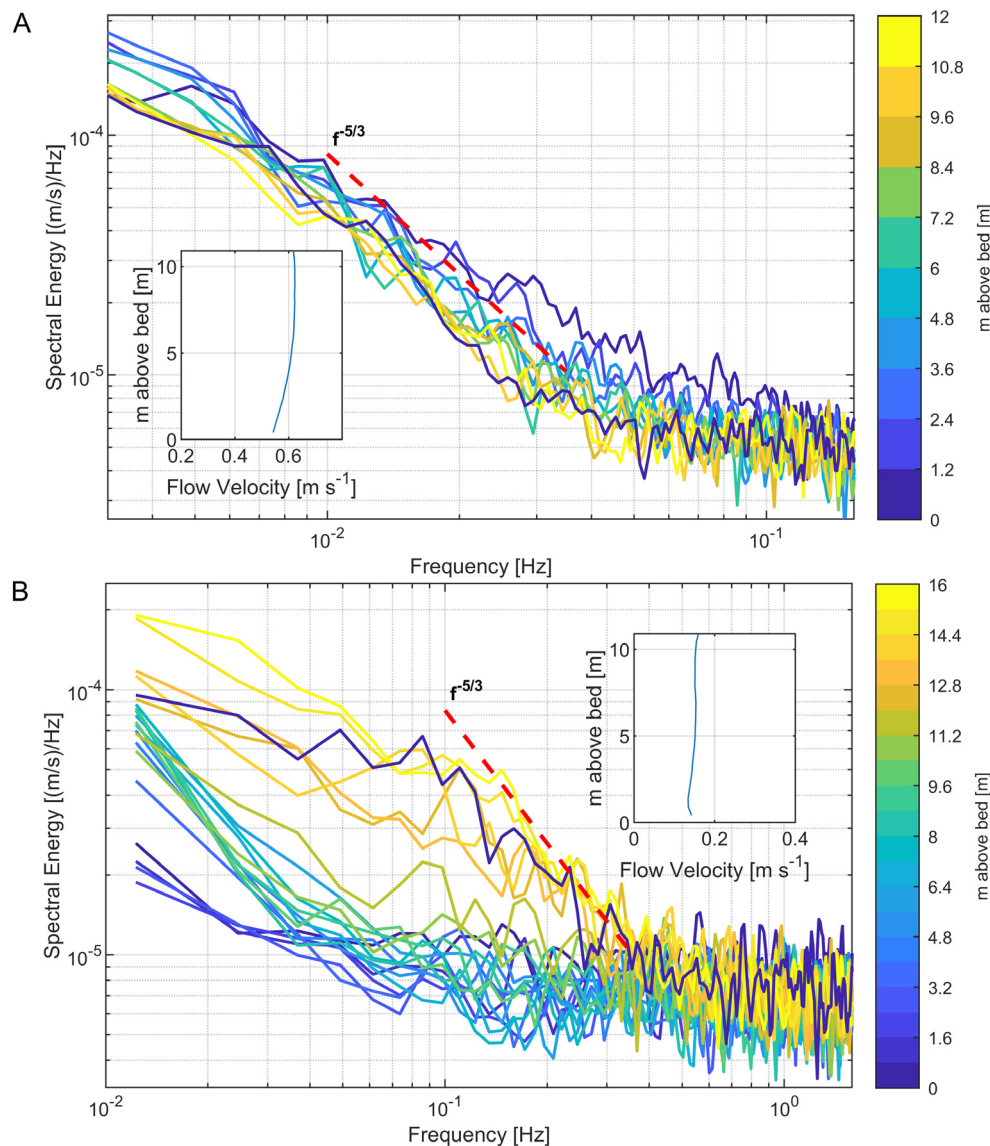 A
Spectral Energy [(m/s)/Hz]
10⁻⁴
10⁻⁵
f⁻⁵/³
m above bed [m]
10
5
0
0.2 0.4 0.6
Flow Velocity [m s⁻¹]
10⁻² 10⁻¹
Frequency [Hz]
12
10.8
9.6
8.4
7.2
6
4.8
3.6
2.4
1.2
0
m above bed [m]
B
Spectral Energy [(m/s)/Hz]
10⁻⁴
10⁻⁵
f⁻⁵/³
m above bed [m]
10
5
0
0 0.2 0.4
Flow Velocity [m s⁻¹]
10⁻² 10⁻¹ 10⁰
Frequency [Hz]
16
14.4
12.8
11.2
9.6
8
6.4
4.8
3.2
1.6
0
m above bed [m]